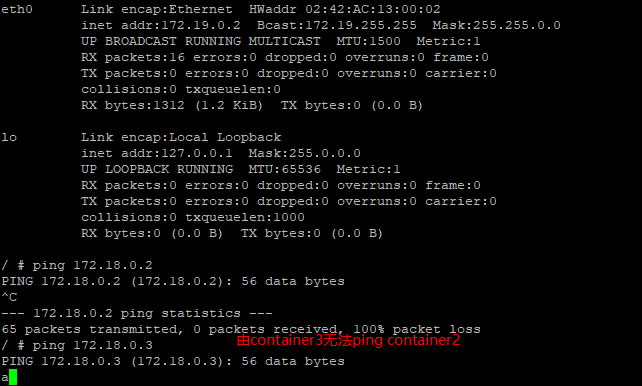 eth0      Link encap:Ethernet  HWaddr 02:42:AC:13:00:02
          inet addr:172.19.0.2  Bcast:172.19.255.255  Mask:255.255.0.0
          UP BROADCAST RUNNING MULTICAST  MTU:1500  Metric:1
          RX packets:16 errors:0 dropped:0 overruns:0 frame:0
          TX packets:0 errors:0 dropped:0 overruns:0 carrier:0
          collisions:0 txqueuelen:0
          RX bytes:1312 (1.2 KiB)  TX bytes:0 (0.0 B)

lo        Link encap:Local Loopback
          inet addr:127.0.0.1  Mask:255.0.0.0
          UP LOOPBACK RUNNING  MTU:65536  Metric:1
          RX packets:0 errors:0 dropped:0 overruns:0 frame:0
          TX packets:0 errors:0 dropped:0 overruns:0 carrier:0
          collisions:0 txqueuelen:1000
          RX bytes:0 (0.0 B)  TX bytes:0 (0.0 B)

/ # ping 172.18.0.2
PING 172.18.0.2 (172.18.0.2): 56 data bytes
^C
--- 172.18.0.2 ping statistics ---
65 packets transmitted, 0 packets received, 100% packet loss
由container3无法ping container2
/ # ping 172.18.0.3
PING 172.18.0.3 (172.18.0.3): 56 data bytes
a